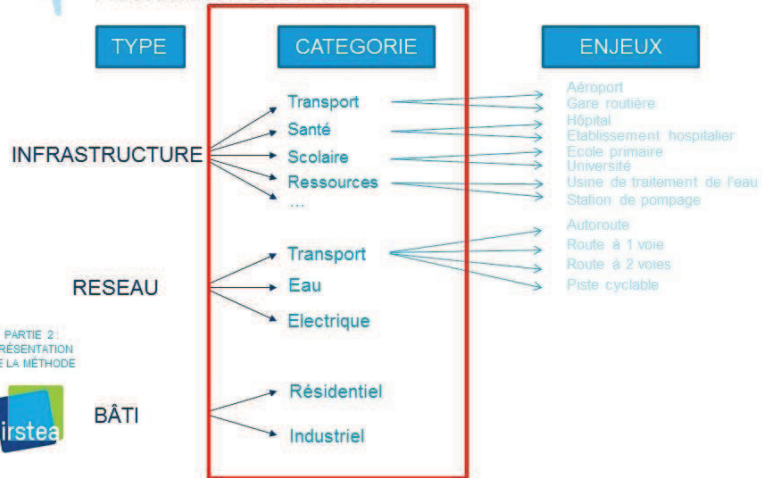 TYPE
CATEGORIE
ENJEUX
INFRASTRUCTURE
Transport
Santé
Scolaire
Ressources
...
Aéroport
Gare routière
Hôpital
Etablissement hospitalier
Ecole primaire
Université
Usine de traitement de l'eau
Station de pompage
RESEAU
Transport
Eau
Electrique
Autoroute
Route à 1 voie
Route à 2 voies
Piste cyclable
PARTIE 2 :
RÉSENTATION
E LA MÉTHODE
irstea
BÂTI
Résidentiel
Industriel